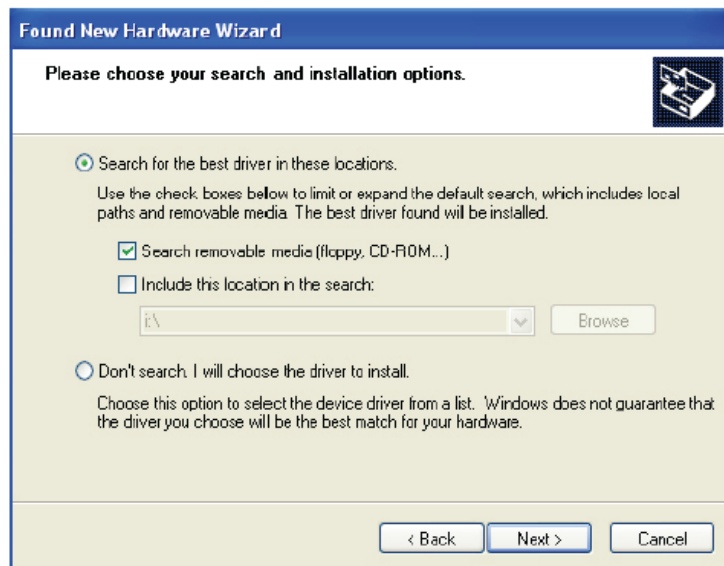 Found New Hardware Wizard
Please choose your search and installation options.
Search for the best driver in these locations.
Use the check boxes below to limit or expand the default search, which includes local
paths and removable media. The best driver found will be installed.
Search removable media (floppy, CD-ROM...)
Include this location in the search:
i:\
Browse
Don't search. I will choose the driver to install.
Choose this option to select the device driver from a list. Windows does not guarantee that
the driver you choose will be the best match for your hardware.
< Back
Next >
Cancel